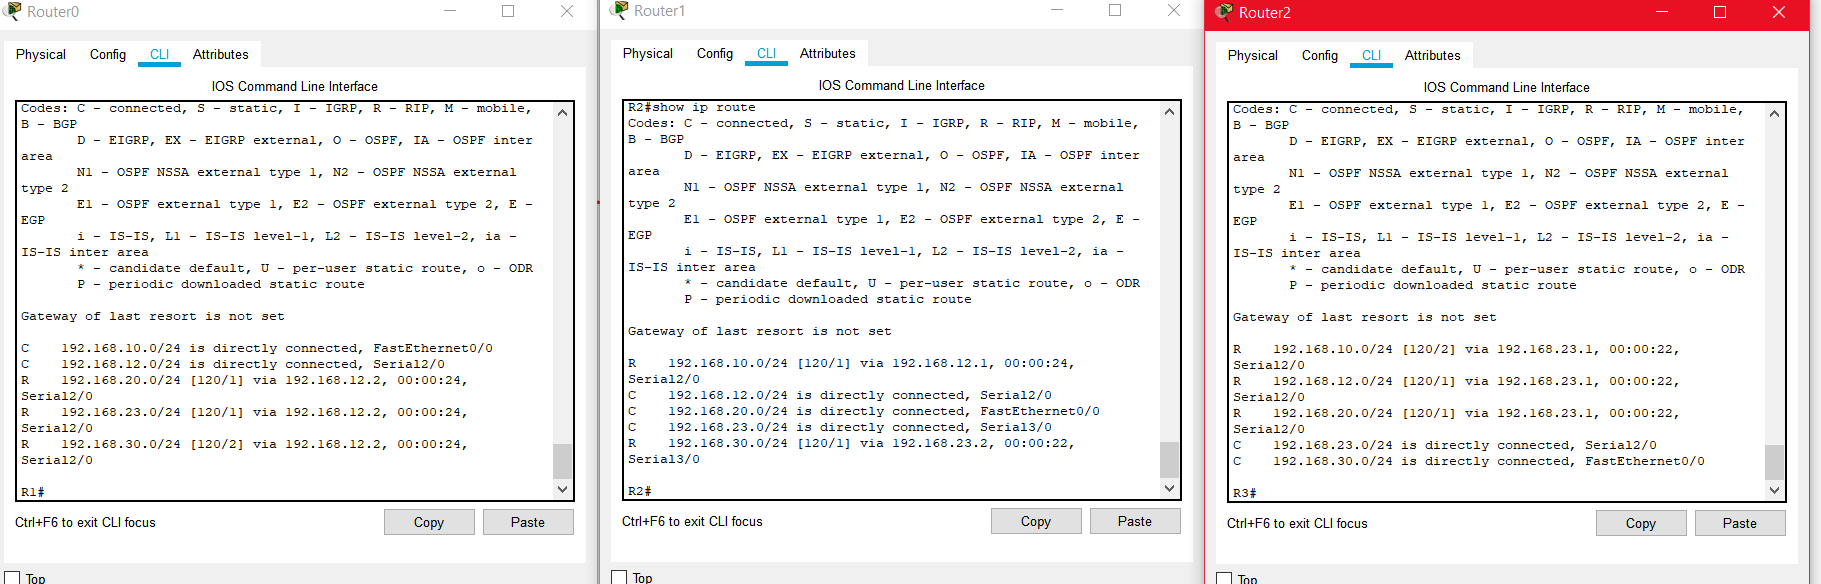 Router0
Physical Config CLI Attributes
IOS Command Line Interface
Codes: C - connected, S - static, I - IGRP, R - RIP, M - mobile,
B - BGP
D - EIGRP, EX - EIGRP external, O - OSPF, IA - OSPF inter
area
N1 - OSPF NSSA external type 1, N2 - OSPF NSSA external
type 2
E1 - OSPF external type 1, E2 - OSPF external type 2, E -
EGP
i - IS-IS, L1 - IS-IS level-1, L2 - IS-IS level-2, ia -
IS-IS inter area
* - candidate default, U - per-user static route, o - ODR
P - periodic downloaded static route
Gateway of last resort is not set
C 192.168.10.0/24 is directly connected, FastEthernet0/0
C 192.168.12.0/24 is directly connected, Serial2/0
R 192.168.20.0/24 [120/1] via 192.168.12.2, 00:00:24,
Serial2/0
R 192.168.23.0/24 [120/1] via 192.168.12.2, 00:00:24,
Serial2/0
R 192.168.30.0/24 [120/2] via 192.168.12.2, 00:00:24,
Serial2/0
R1#
Ctrl+F6 to exit CLI focus
Copy
Paste
Top
Router1
Physical Config CLI Attributes
IOS Command Line Interface
R2#show ip route
Codes: C - connected, S - static, I - IGRP, R - RIP, M - mobile,
B - BGP
D - EIGRP, EX - EIGRP external, O - OSPF, IA - OSPF inter
area
N1 - OSPF NSSA external type 1, N2 - OSPF NSSA external
type 2
E1 - OSPF external type 1, E2 - OSPF external type 2, E -
EGP
i - IS-IS, L1 - IS-IS level-1, L2 - IS-IS level-2, ia -
IS-IS inter area
* - candidate default, U - per-user static route, o - ODR
P - periodic downloaded static route
Gateway of last resort is not set
R 192.168.10.0/24 [120/1] via 192.168.12.1, 00:00:24,
Serial2/0
C 192.168.12.0/24 is directly connected, Serial2/0
C 192.168.20.0/24 is directly connected, FastEthernet0/0
C 192.168.23.0/24 is directly connected, Serial3/0
R 192.168.30.0/24 [120/1] via 192.168.23.2, 00:00:22,
Serial3/0
R2#
Ctrl+F6 to exit CLI focus
Copy
Paste
Top
Router2
Physical Config CLI Attributes
IOS Command Line Interface
Codes: C - connected, S - static, I - IGRP, R - RIP, M - mobile,
B - BGP
D - EIGRP, EX - EIGRP external, O - OSPF, IA - OSPF inter
area
N1 - OSPF NSSA external type 1, N2 - OSPF NSSA external
type 2
E1 - OSPF external type 1, E2 - OSPF external type 2, E -
EGP
i - IS-IS, L1 - IS-IS level-1, L2 - IS-IS level-2, ia -
IS-IS inter area
* - candidate default, U - per-user static route, o - ODR
P - periodic downloaded static route
Gateway of last resort is not set
R 192.168.10.0/24 [120/2] via 192.168.23.1, 00:00:22,
Serial2/0
R 192.168.12.0/24 [120/1] via 192.168.23.1, 00:00:22,
Serial2/0
R 192.168.20.0/24 [120/1] via 192.168.23.1, 00:00:22,
Serial2/0
C 192.168.23.0/24 is directly connected, Serial2/0
C 192.168.30.0/24 is directly connected, FastEthernet0/0
R3#
Ctrl+F6 to exit CLI focus
Copy
Paste
Top